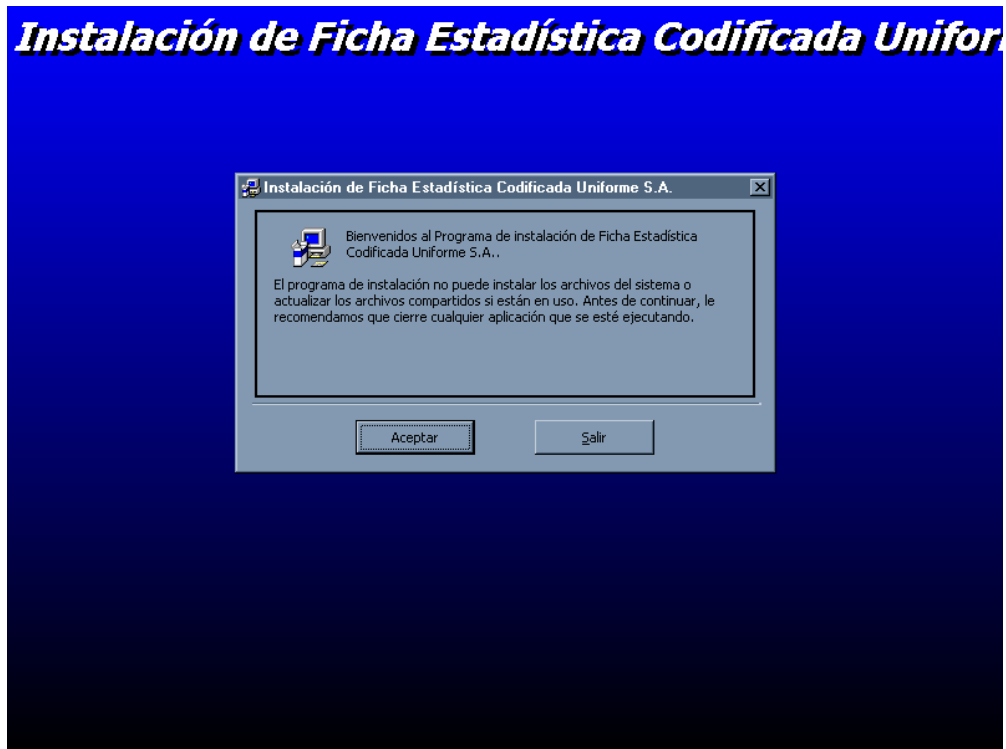 Instalación de Ficha Estadística Codificada Unifor
Instalación de Ficha Estadística Codificada Uniforme S.A.
Bienvenidos al Programa de instalación de Ficha Estadística
Codificada Uniforme S.A..
El programa de instalación no puede instalar los archivos del sistema o
actualizar los archivos compartidos si están en uso. Antes de continuar, le
recomendamos que cierre cualquier aplicación que se esté ejecutando.
Aceptar
Salir